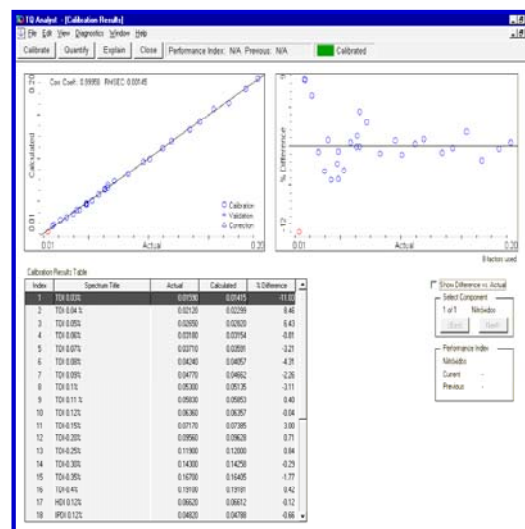 TQ Analyst - [Calibration Results]
File Edit View Diagnostics Window Help
Calibrate Quantify Explain Close Performance Index: N/A Previous: N/A Calibrated
Corr. Coeff.: 0.99958 RMSEC: 0.00145
0.20
Calculated
0.01
Calibration
Validation
Correction
0.01 Actual 0.20
9
% Difference
-12
0.01 Actual 0.20
8 factors used
Calibration Results Table
Index Spectrum Title Actual Calculated % Difference
1 TDI 0.03% 0.01590 0.01415 -11.03
2 TDI 0.04 % 0.02120 0.02299 8.46
3 TDI 0.05% 0.02650 0.02820 6.43
4 TDI 0.06% 0.03180 0.03154 -0.81
5 TDI 0.07% 0.03710 0.03591 -3.21
6 TDI 0.08% 0.04240 0.04057 -4.31
7 TDI 0.09% 0.04770 0.04662 -2.26
8 TDI 0.1% 0.05300 0.05135 -3.11
9 TDI 0.11 % 0.05830 0.05853 0.40
10 TDI 0.12% 0.06360 0.06357 -0.04
11 TDI-0.15% 0.07170 0.07385 3.00
12 TDI-0.20% 0.09560 0.09628 0.71
13 TDI-0.25% 0.11900 0.12000 0.84
14 TDI-0.30% 0.14300 0.14258 -0.29
15 TDI-0.35% 0.16700 0.16405 -1.77
16 TDI-0.4% 0.19100 0.19181 0.42
17 HDI 0.12% 0.06620 0.06612 -0.12
18 IPDI 0.12% 0.04820 0.04788 -0.66
Show Difference vs Actual
Select Component
1 of 1
Next
Performance Index
Current -
Previous -